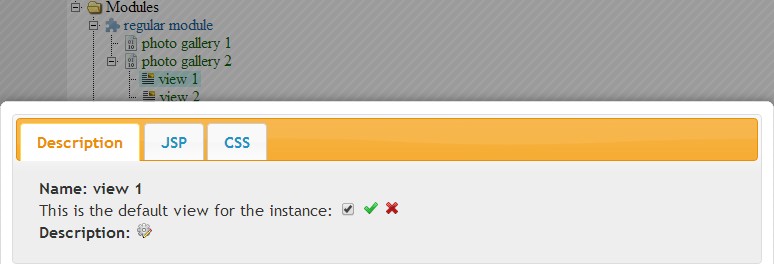 Modules
regular module
photo gallery 1
photo gallery 2
view 1
view 2
Description JSP CSS
Name: view 1
This is the default view for the instance:
Description: